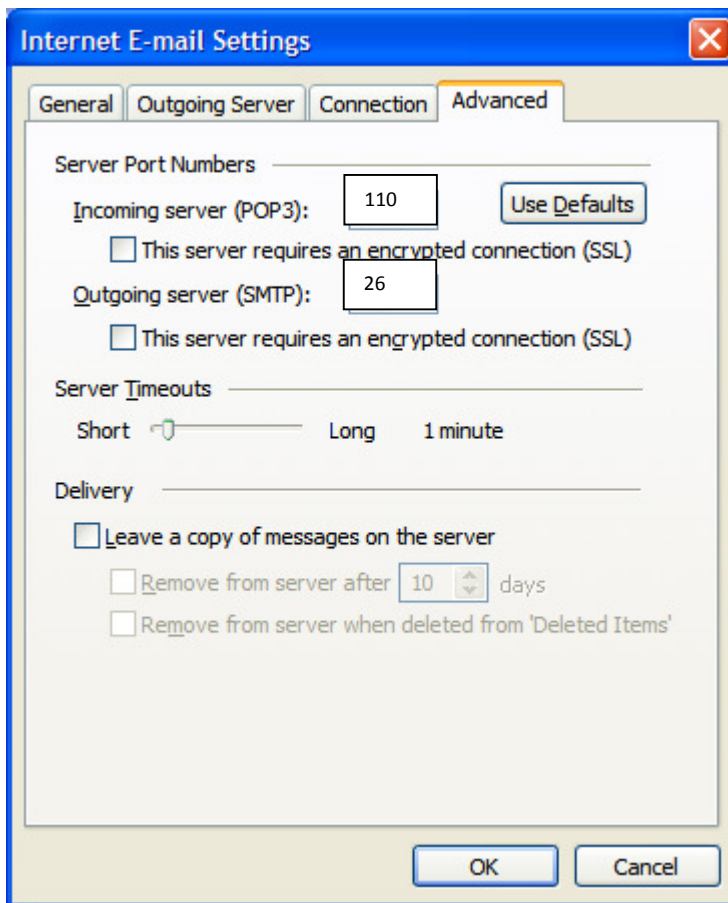 Internet E-mail Settings
General Outgoing Server Connection Advanced
Server Port Numbers
Incoming server (POP3): 110 Use Defaults
This server requires an encrypted connection (SSL)
Outgoing server (SMTP): 26
This server requires an encrypted connection (SSL)
Server Timeouts
Short Long 1 minute
Delivery
Leave a copy of messages on the server
Remove from server after 10 days
Remove from server when deleted from 'Deleted Items'
OK Cancel